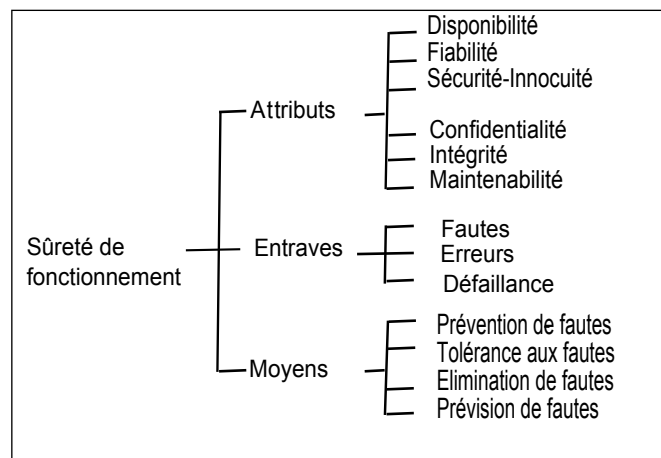 Disponibilité
Fiabilité
Sécurité-Innocuité
Attributs
Confidentialité
Intégrité
Maintenabilité
Sûreté de
fonctionnement
Entraves
Fautes
Erreurs
Défaillance
Moyens
Prévention de fautes
Tolérance aux fautes
Elimination de fautes
Prévision de fautes